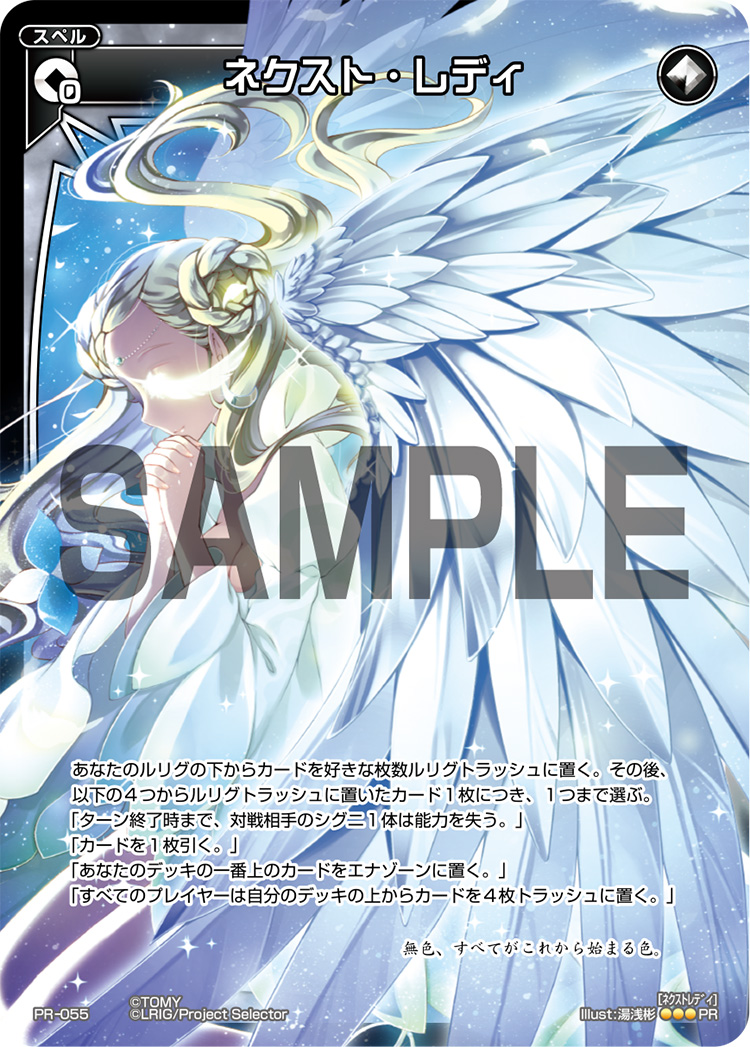 スペル
0
ネクスト・レディ
SAMPLE
あなたのルリグの下からカードを好きな枚数ルリグトラッシュに置く。その後、
以下の４つからルリグトラッシュに置いたカード１枚につき、１つまで選ぶ。
「ターン終了時まで、対戦相手のシグニ１体は能力を失う。」
「カードを１枚引く。」
「あなたのデッキの一番上のカードをエナゾーンに置く。」
「すべてのプレイヤーは自分のデッキの上からカードを４枚トラッシュに置く。」
無色、すべてがこれから始まる色。
[ネクストレディ]
©TOMY
PR-055 ©LRIG/Project Selector Illust:湯浅彬 PR